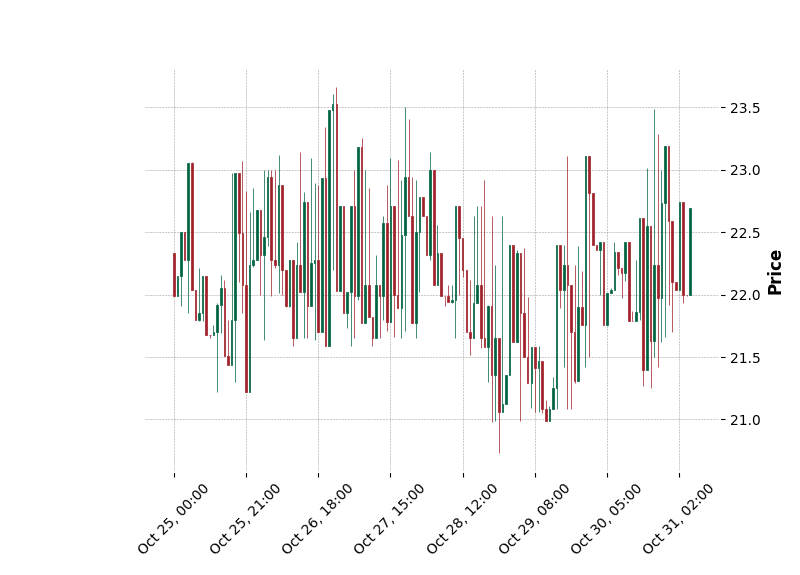 23.5
23.0
22.5
22.0
21.5
21.0
Price
Oct 25, 00:00
Oct 25, 21:00
Oct 26, 18:00
Oct 27, 15:00
Oct 28, 12:00
Oct 29, 08:00
Oct 30, 05:00
Oct 31, 02:00